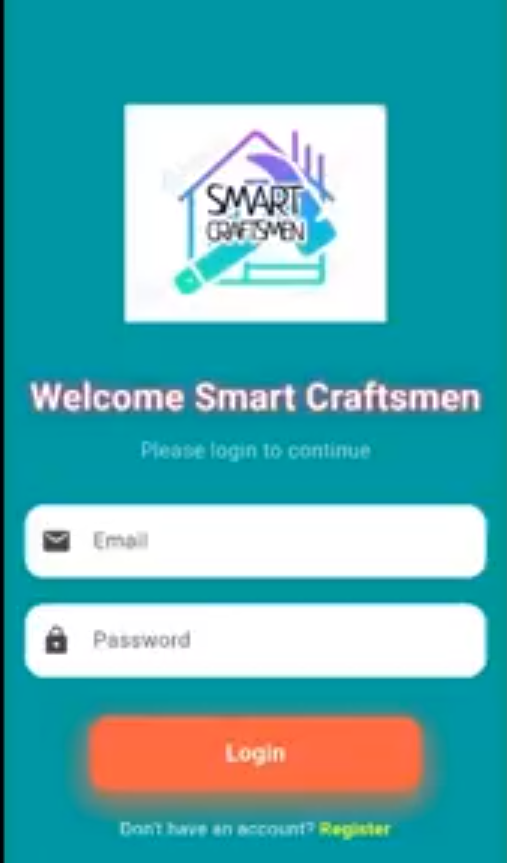 SMART
CRAFTSMEN
Welcome Smart Craftsmen
Please login to continue
Email
Password
Login
Don't have an account? Register